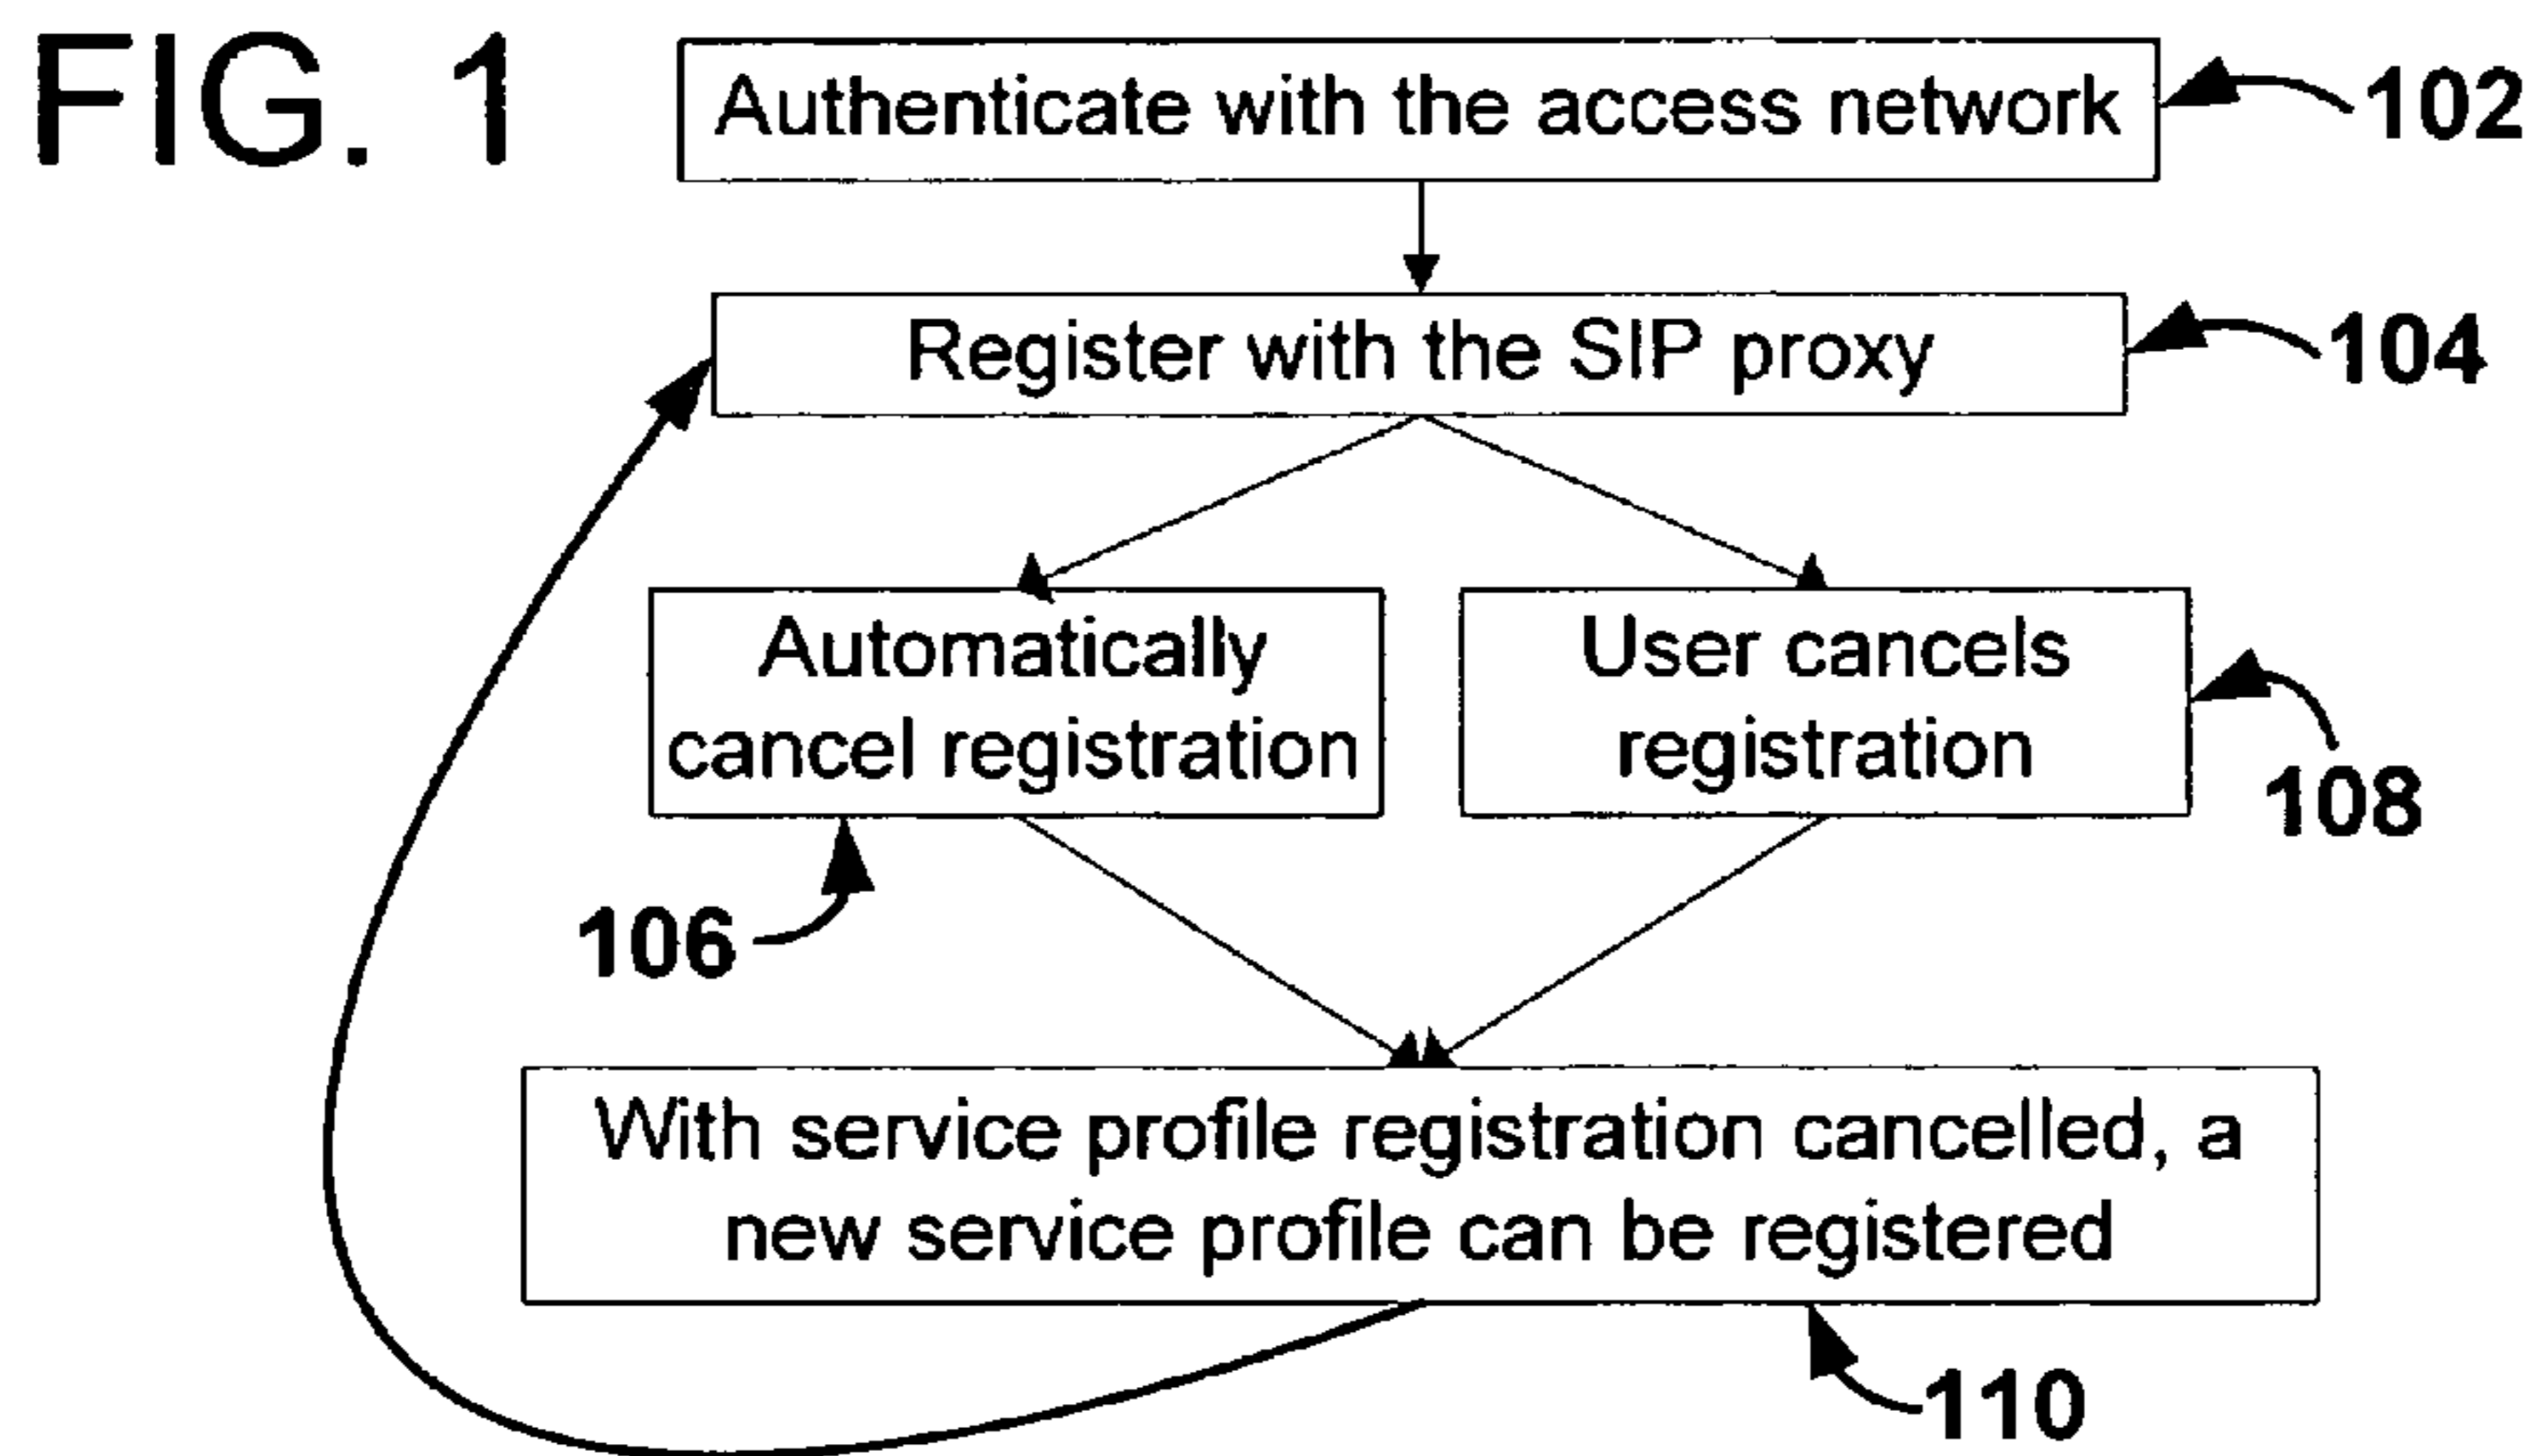 FIG. 1
Authenticate with the access network
102
Register with the SIP proxy
104
Automatically
cancel registration
User cancels
registration
108
106
With service profile registration cancelled, a
new service profile can be registered
110